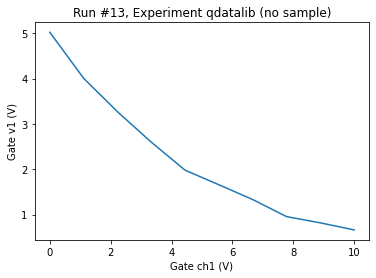 Run #13, Experiment qdatalib (no sample)
5
4
3
2
1
Gate v1 (V)
0 2 4 6 8 10
Gate ch1 (V)